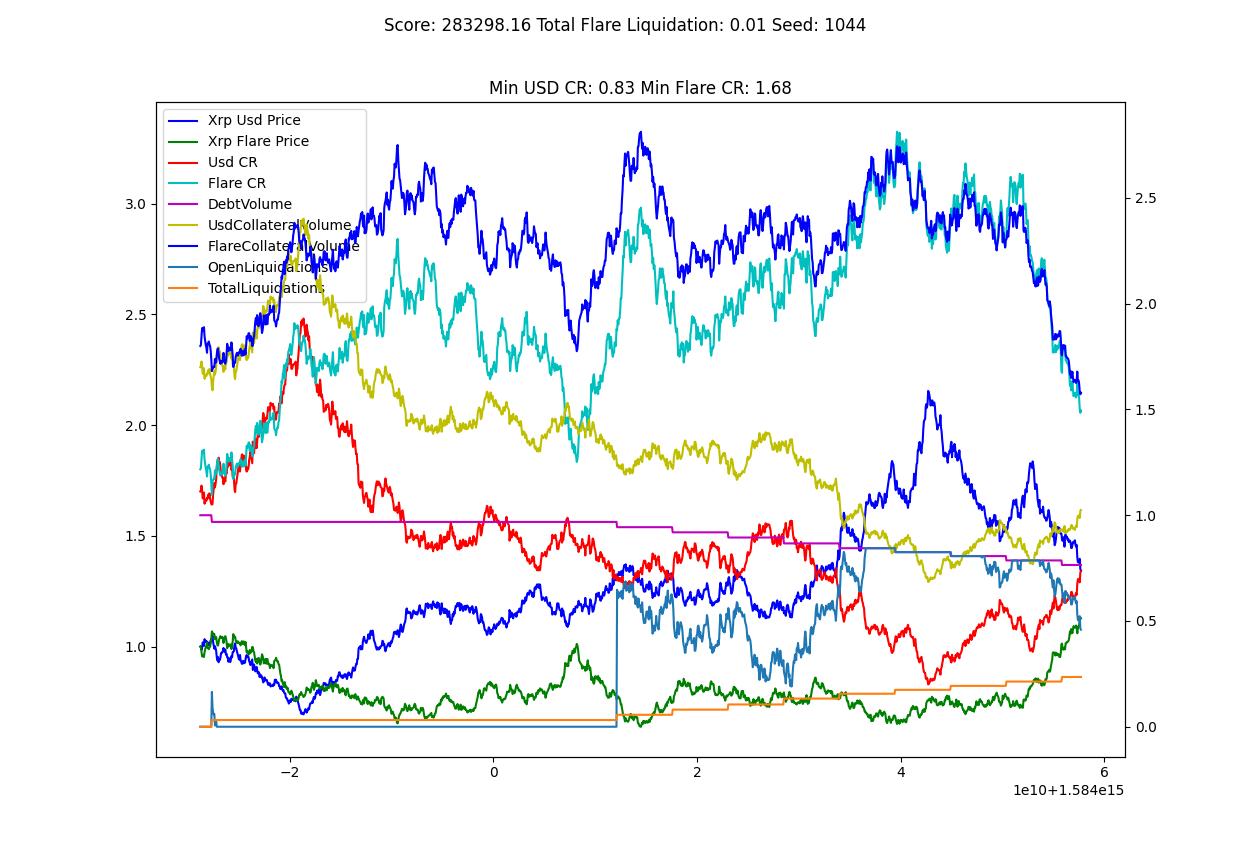 Score: 283298.16 Total Flare Liquidation: 0.01 Seed: 1044
Min USD CR: 0.83 Min Flare CR: 1.68
Xrp Usd Price
Xrp Flare Price
Usd CR
Flare CR
DebtVolume
UsdCollateralVolume
FlareCollateralVolume
OpenLiquidations
TotalLiquidations
3.0
2.5
2.0
1.5
1.0
2.5
2.0
1.5
1.0
0.5
0.0
−2
0
2
4
6
1e10+1.584e15